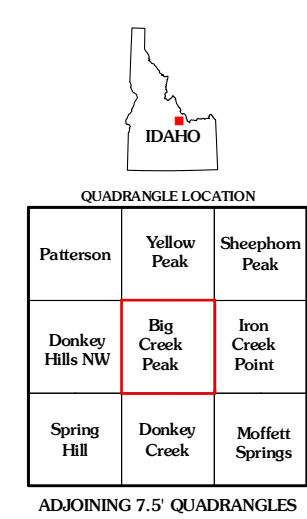 IDAHO
QUADRANGLE LOCATION
Patterson
Yellow
Peak
Sheephorn
Peak
Donkey
Hills NW
Big
Creek
Peak
Iron
Creek
Point
Spring
Hill
Donkey
Creek
Moffett
Springs
ADJOINING 7.5' QUADRANGLES